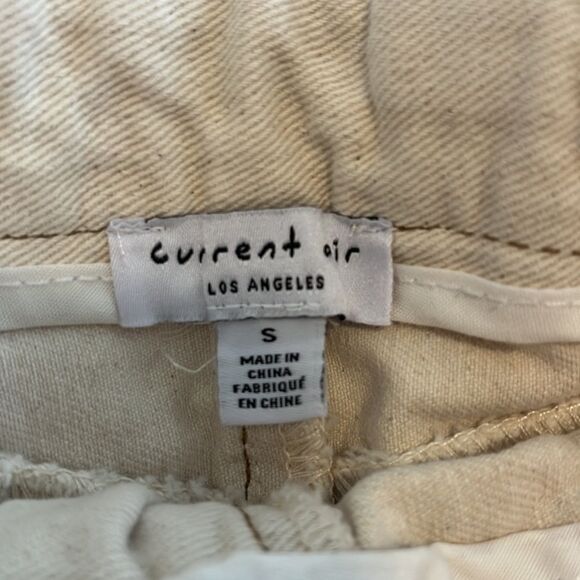 current air
LOS ANGELES
S
MADE IN
CHINA
FABRIQUÉ
EN CHINE